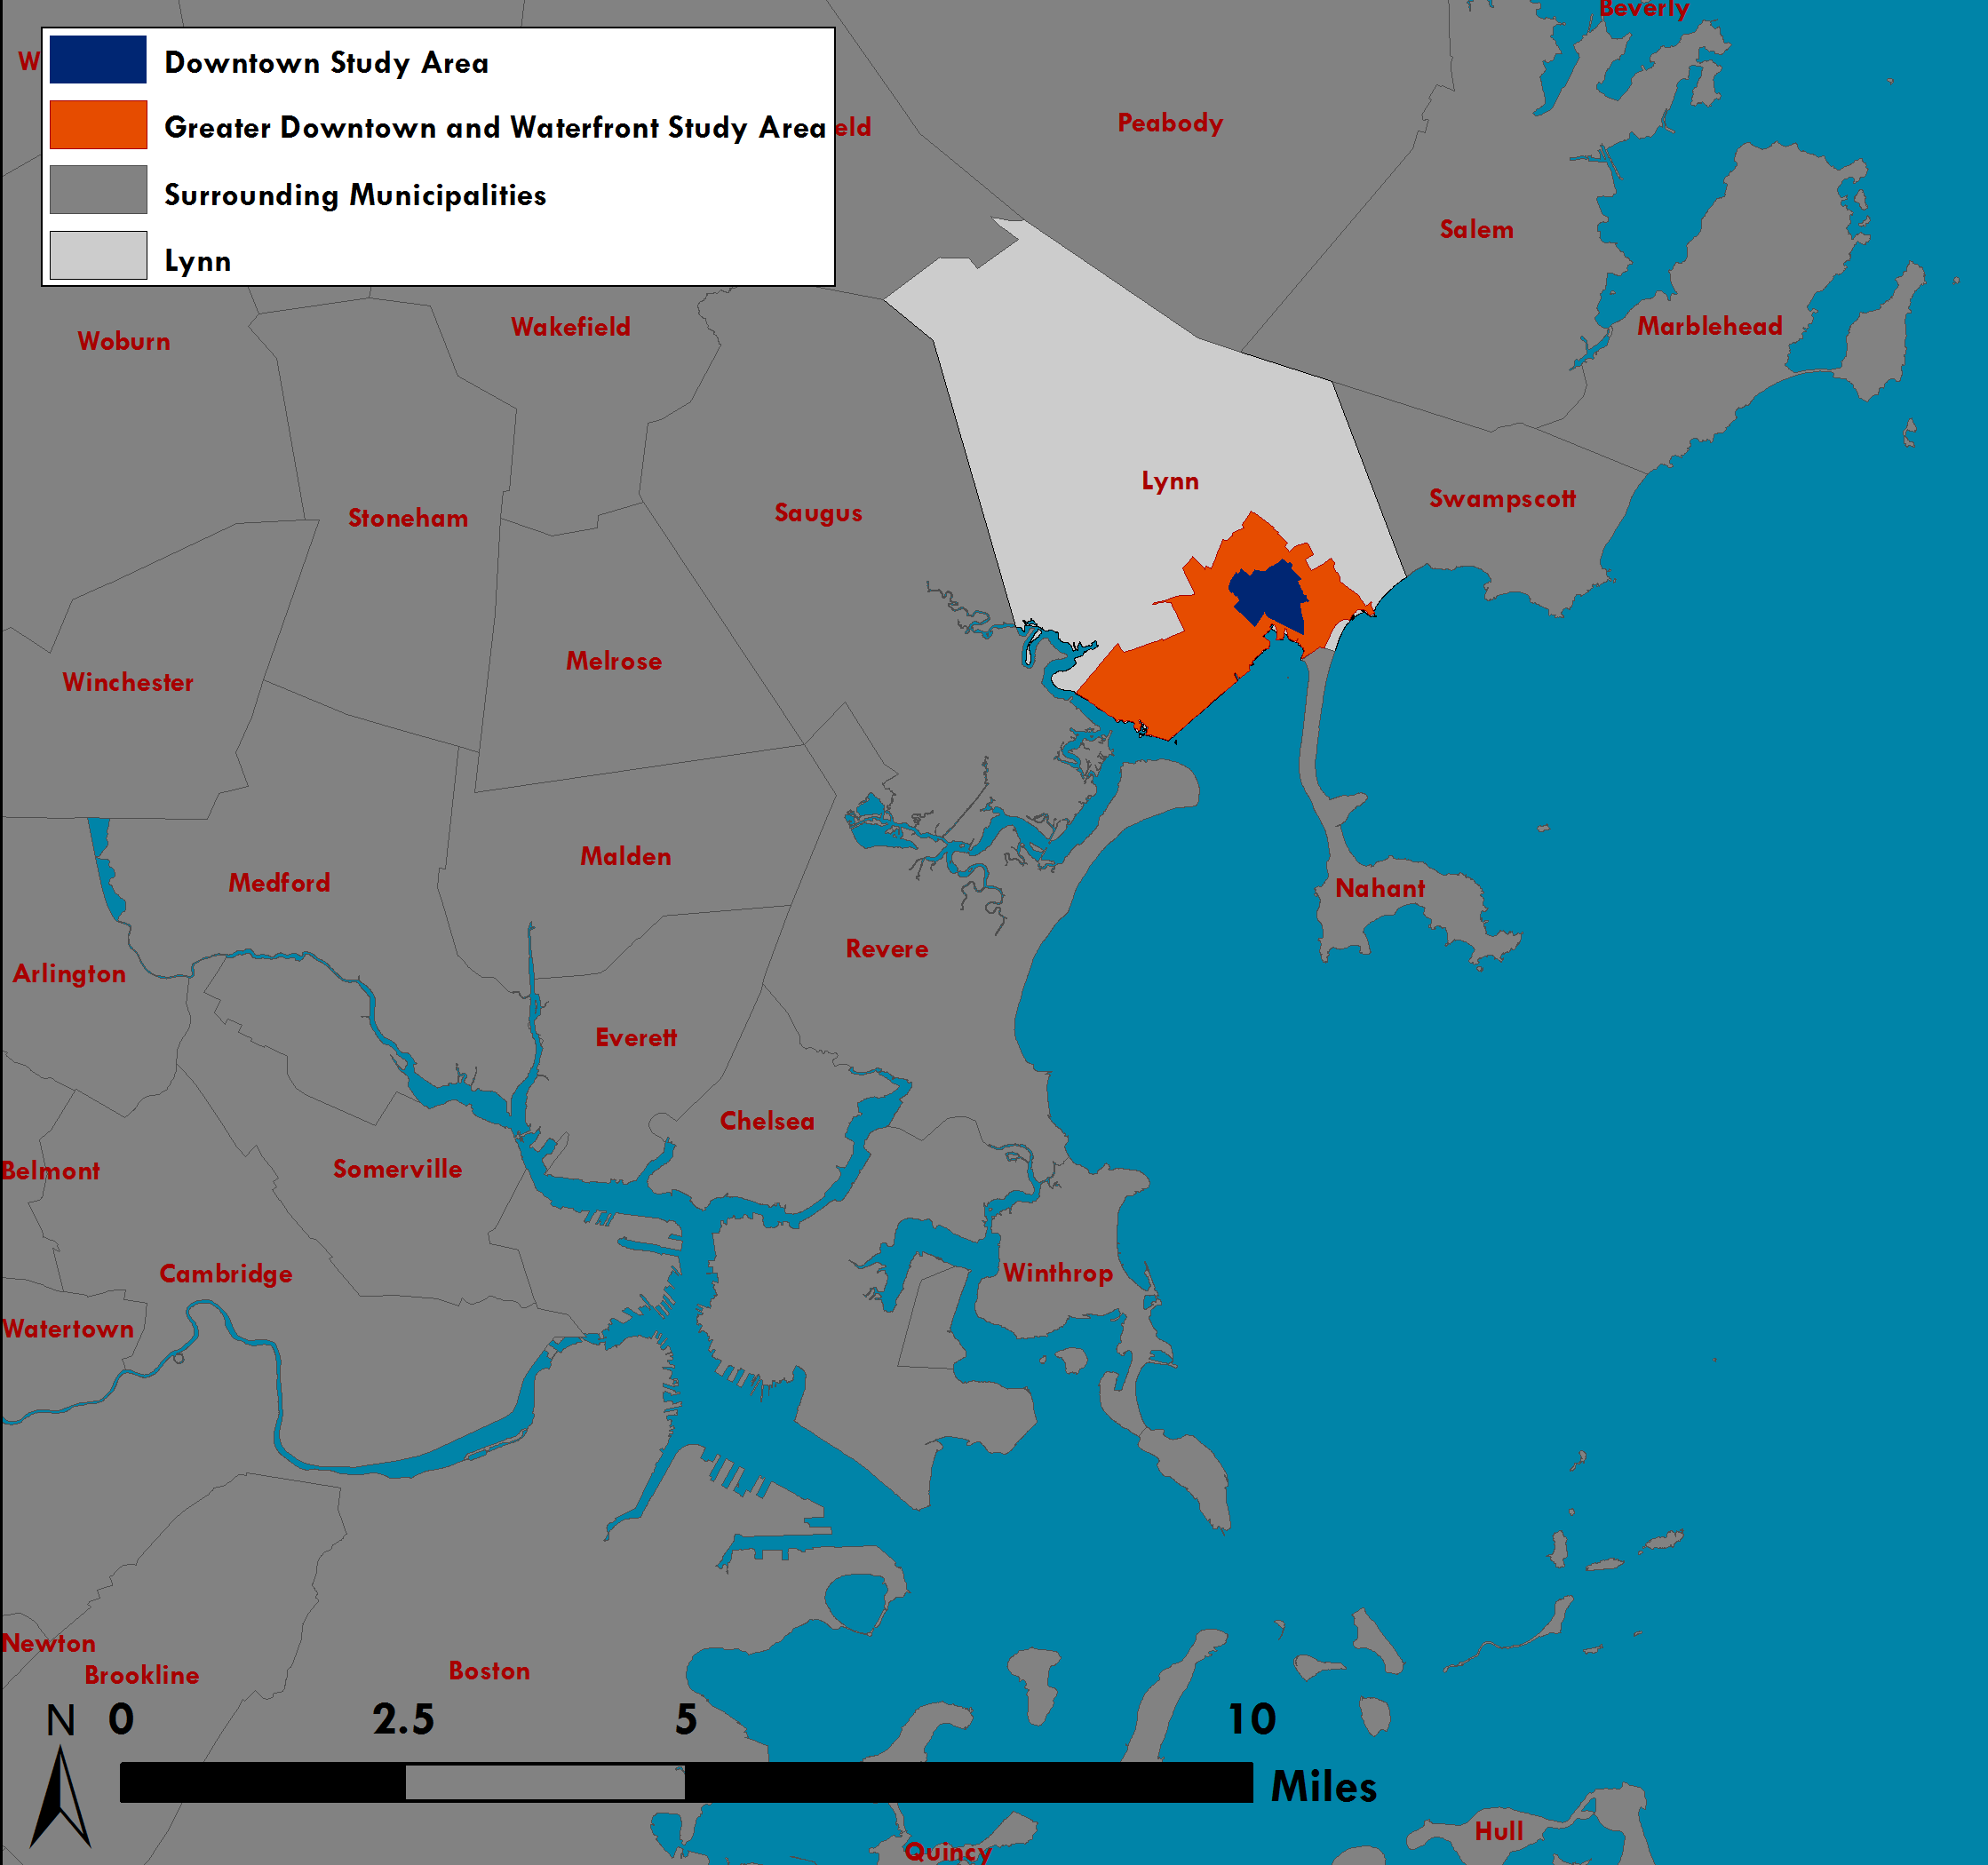 Beverly
W
Downtown Study Area
Greater Downtown and Waterfront Study Area
eld
Peabody
Surrounding Municipalities
Salem
Lynn
Woburn
Wakefield
Marblehead
Lynn
Swampscott
Saugus
Stoneham
Melrose
Winchester
Malden
Medford
Nahant
Revere
Arlington
Everett
Chelsea
Belmont
Somerville
Cambridge
Winthrop
Watertown
Newton
Brookline
Boston
N 0 2.5 5 10
Miles
Hull
Quincy